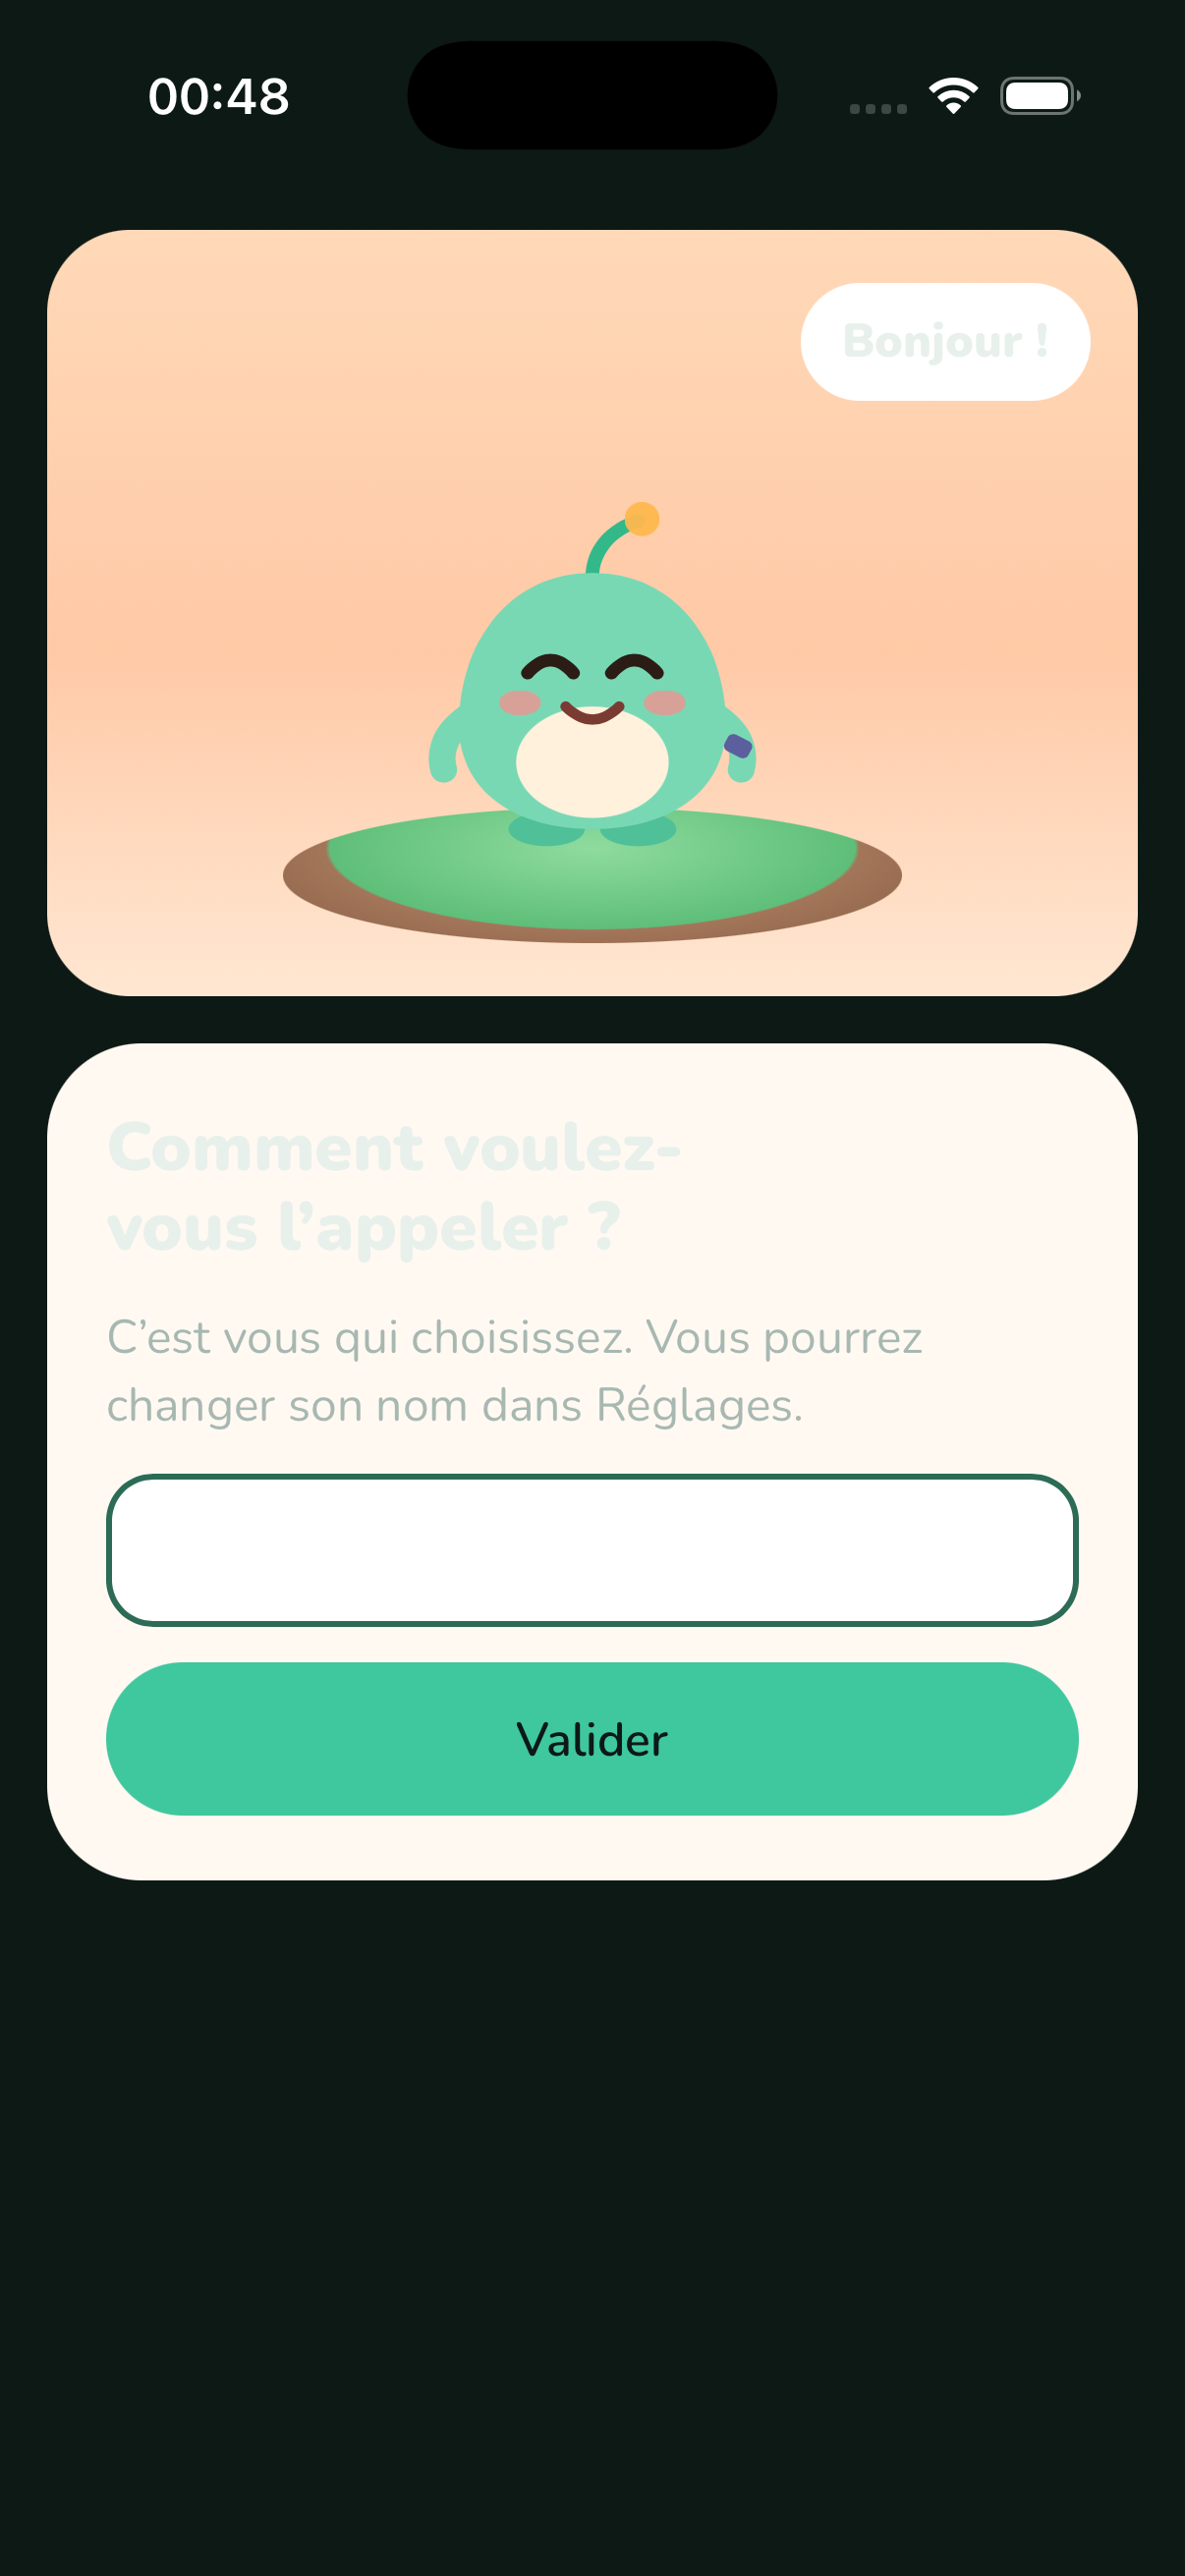 00:48
Bonjour !
Comment voulez-
vous l’appeler ?
C’est vous qui choisissez. Vous pourrez
changer son nom dans Réglages.
Valider